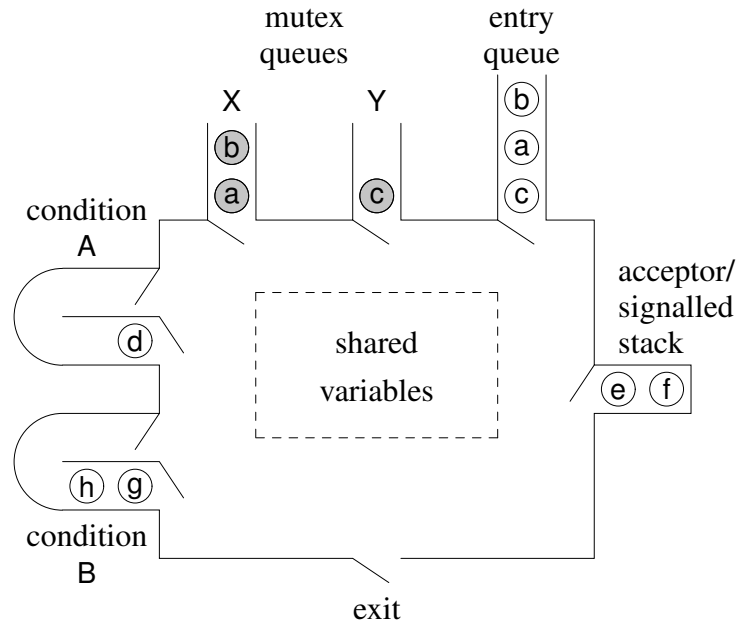 mutex
queues
entry
queue
X
Y
b
a
c
b
a
c
condition
A
d
shared
variables
acceptor/
signalled
stack
e f
h g
condition
B
exit